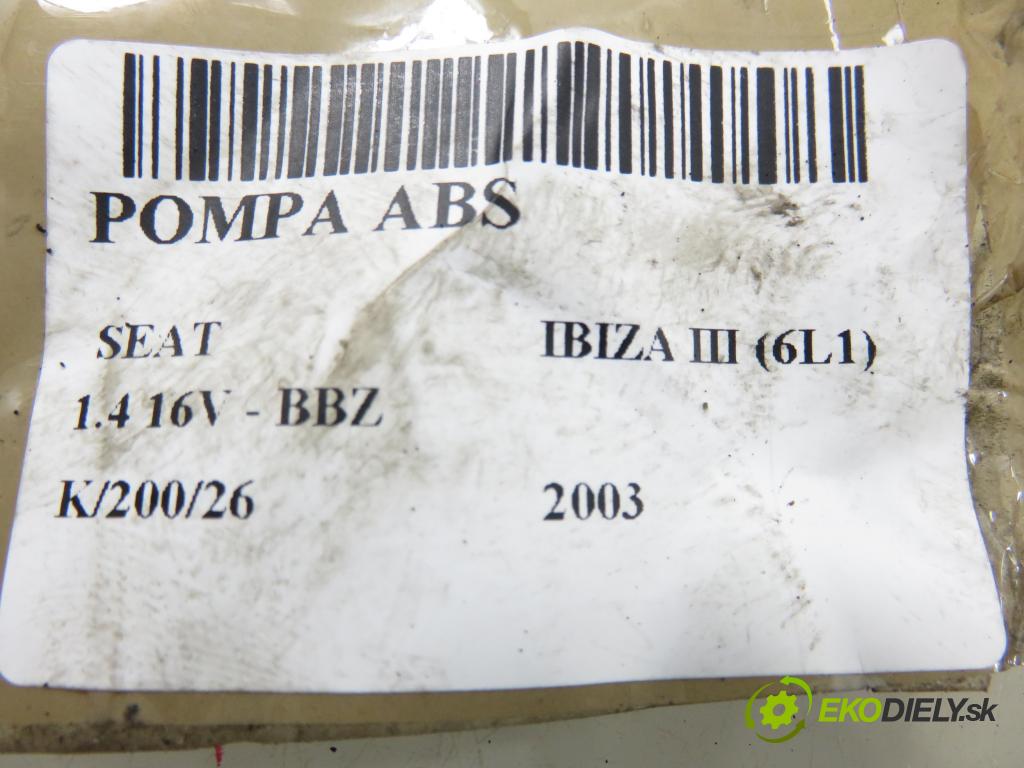 POMPA ABS
SEAT IBIZA III (6L1)
1.4 16V - BBZ
K/200/26 2003
EKODIELY.sk